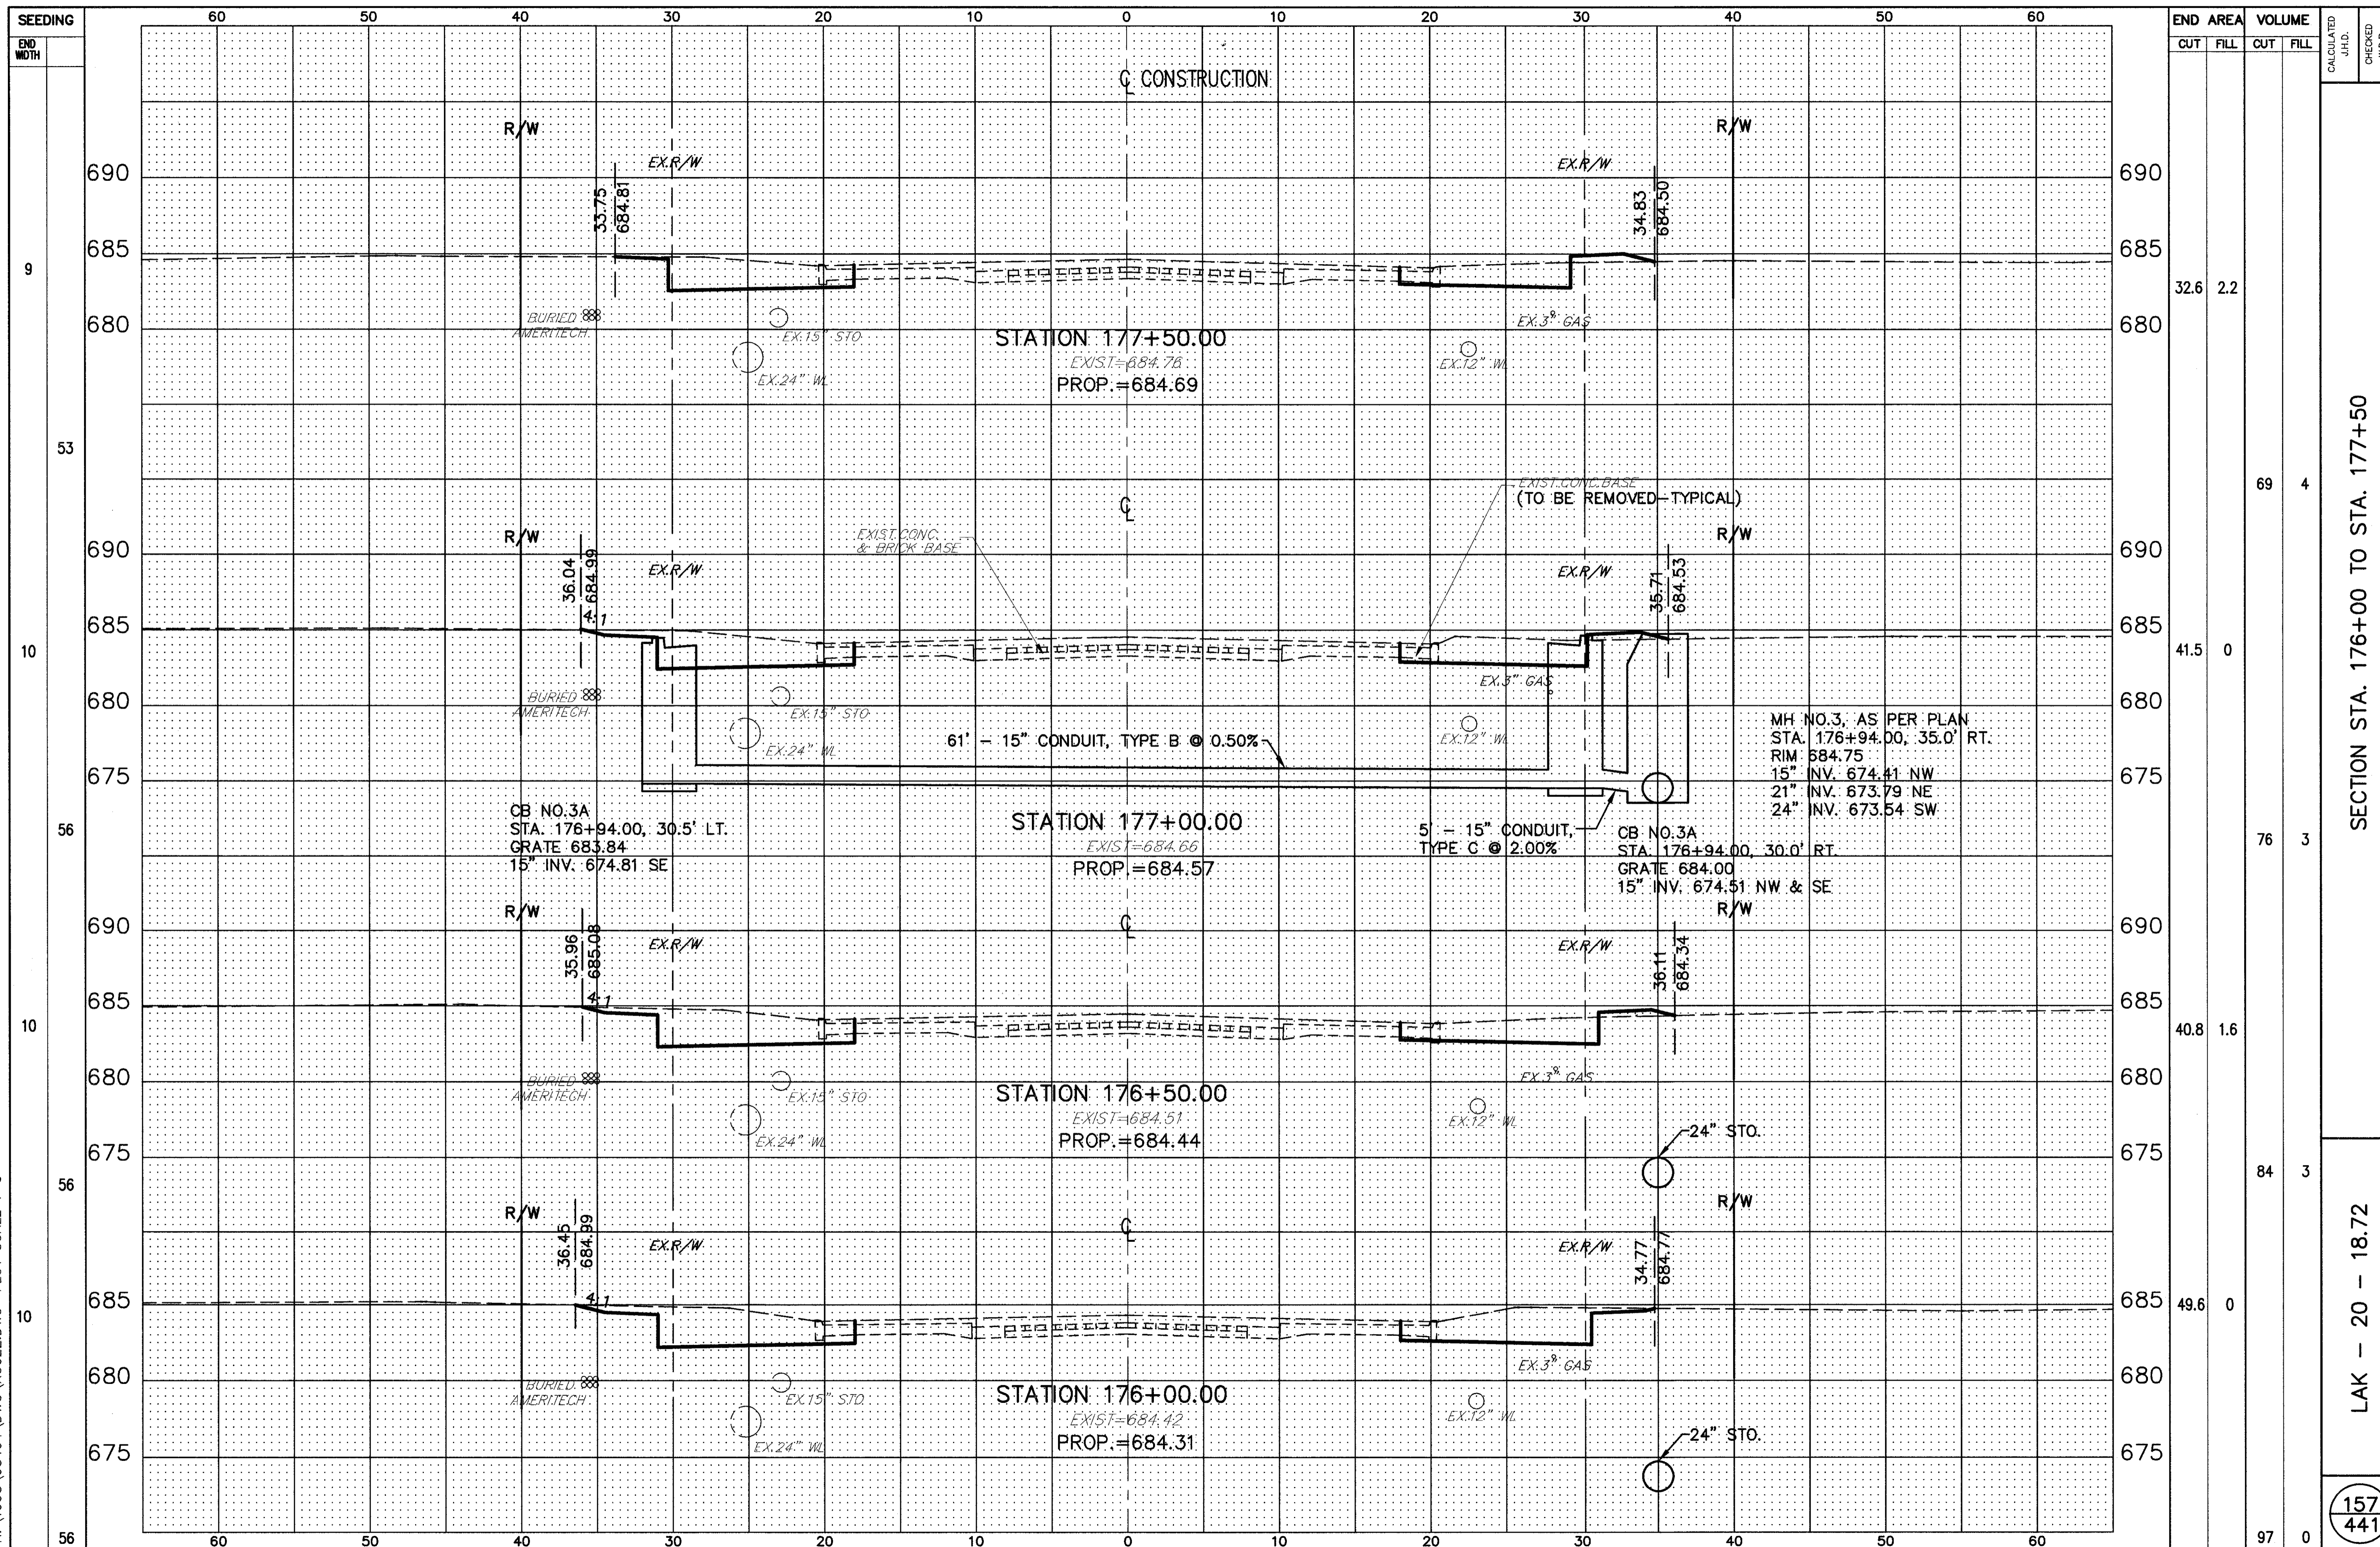 SEEDING
END WIDTH
60 50 40 30 20 10 0 10 20 30 40 50 60
END AREA VOLUME
CUT FILL CUT FILL
CALCULATED
J.H.D.
CHECKED
℄ CONSTRUCTION
R/W
R/W
EX.R/W
EX.R/W
690
690
33.75
684.81
34.83
684.50
685
685
9
32.6 2.2
BURIED
AMERITECH
EX.15" STO
EX.24" WL
EX.3" GAS
EX.12" WL
680
680
STATION 177+50.00
EXIST=684.76
PROP.=684.69
53
69 4
℄
EXIST.CONC.BASE
(TO BE REMOVED-TYPICAL)
EXIST.CONC.
& BRICK BASE
R/W
R/W
EX.R/W
EX.R/W
690
690
36.04
684.99
35.71
684.53
4:1
685
685
10
41.5 0
BURIED
AMERITECH
EX.15" STO
EX.24" WL
EX.3" GAS
EX.12" WL
680
680
61' - 15" CONDUIT, TYPE B @ 0.50%
MH NO.3, AS PER PLAN
STA. 176+94.00, 35.0' RT.
RIM 684.75
15" INV. 674.41 NW
21" INV. 673.79 NE
24" INV. 673.54 SW
675
675
CB NO.3A
STA. 176+94.00, 30.5' LT.
GRATE 683.84
15" INV. 674.81 SE
STATION 177+00.00
EXIST=684.66
PROP.=684.57
5' - 15" CONDUIT,
TYPE C @ 2.00%
CB NO.3A
STA. 176+94.00, 30.0' RT.
GRATE 684.00
15" INV. 674.51 NW & SE
56
76 3
R/W
R/W
℄
EX.R/W
EX.R/W
690
690
35.96
685.08
36.11
684.34
4:1
685
685
10
40.8 1.6
BURIED
AMERITECH
EX.15" STO
EX.24" WL
EX.3" GAS
EX.12" WL
680
680
STATION 176+50.00
EXIST=684.51
PROP.=684.44
24" STO.
675
675
56
84 3
R/W
R/W
℄
EX.R/W
EX.R/W
36.45
684.99
34.77
684.77
4:1
685
685
10
49.6 0
BURIED
AMERITECH
EX.15" STO
EX.24" WL
EX.3" GAS
EX.12" WL
680
680
STATION 176+00.00
EXIST=684.42
PROP.=684.31
24" STO.
675
675
56
97 0
60 50 40 30 20 10 0 10 20 30 40 50 60
SECTION STA. 176+00 TO STA. 177+50
LAK - 20 - 18.72
157
441